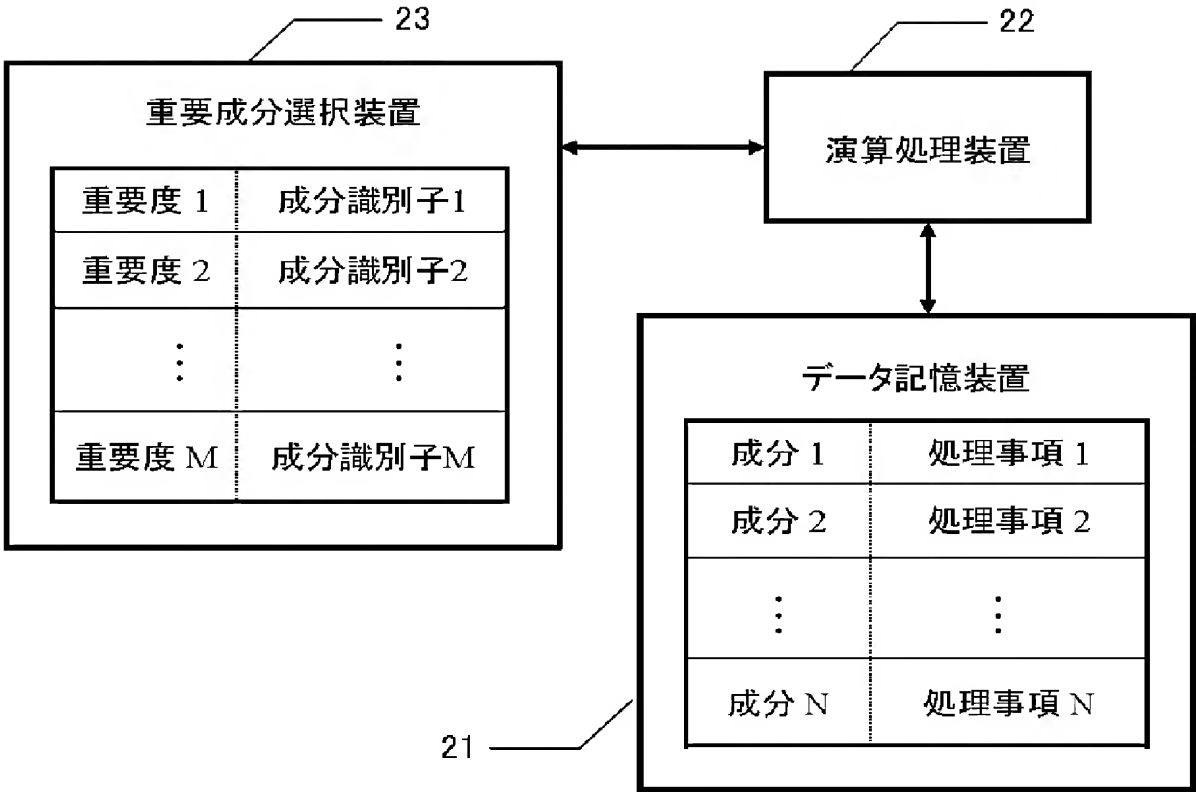 23
重要成分選択装置
重要度 1 成分識別子1
重要度 2 成分識別子2
⋮ ⋮
重要度 M 成分識別子M
22
演算処理装置
データ記憶装置
成分 1 処理事項 1
成分 2 処理事項 2
⋮ ⋮
成分 N 処理事項 N
21